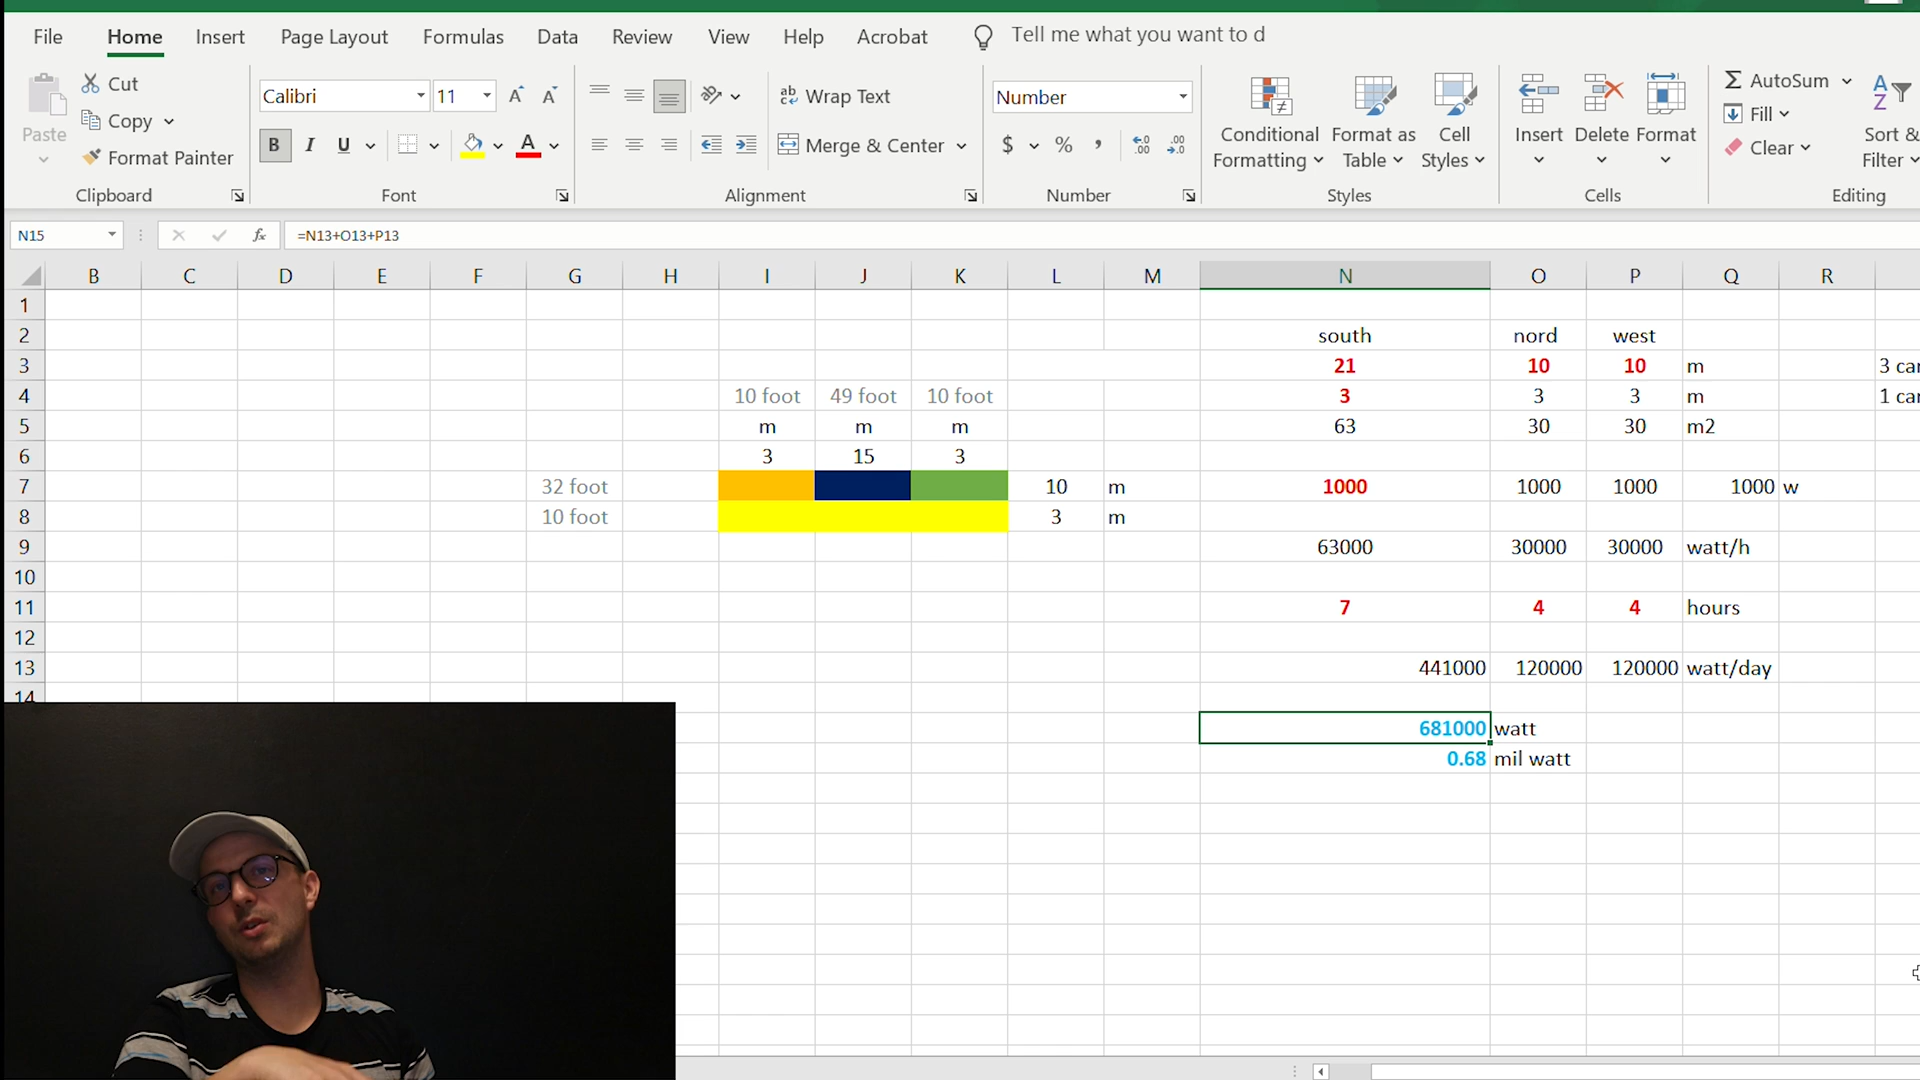 File Home Insert Page Layout Formulas Data Review View Help Acrobat Tell me what you want to d
Paste
Cut
Copy
Format Painter
Clipboard
Calibri 11
B I U
Font
Wrap Text
Merge & Center
Alignment
Number
$ % ,
Number
Conditional Formatting
Format as Table
Cell Styles
Styles
Insert Delete Format
Cells
AutoSum
Fill
Clear
Sort &
Filter
Editing
N15 fx =N13+O13+P13
B C D E F G H I J K L M N O P Q R
1
2 south nord west
3 21 10 10 m 3 car
4 10 foot 49 foot 10 foot 3 3 3 m 1 car
5 m m m 63 30 30 m2
6 3 15 3
7 32 foot 10 m 1000 1000 1000 1000 w
8 10 foot 3 m
9 63000 30000 30000 watt/h
10
11 7 4 4 hours
12
13 441000 120000 120000 watt/day
14
681000 watt
0.68 mil watt